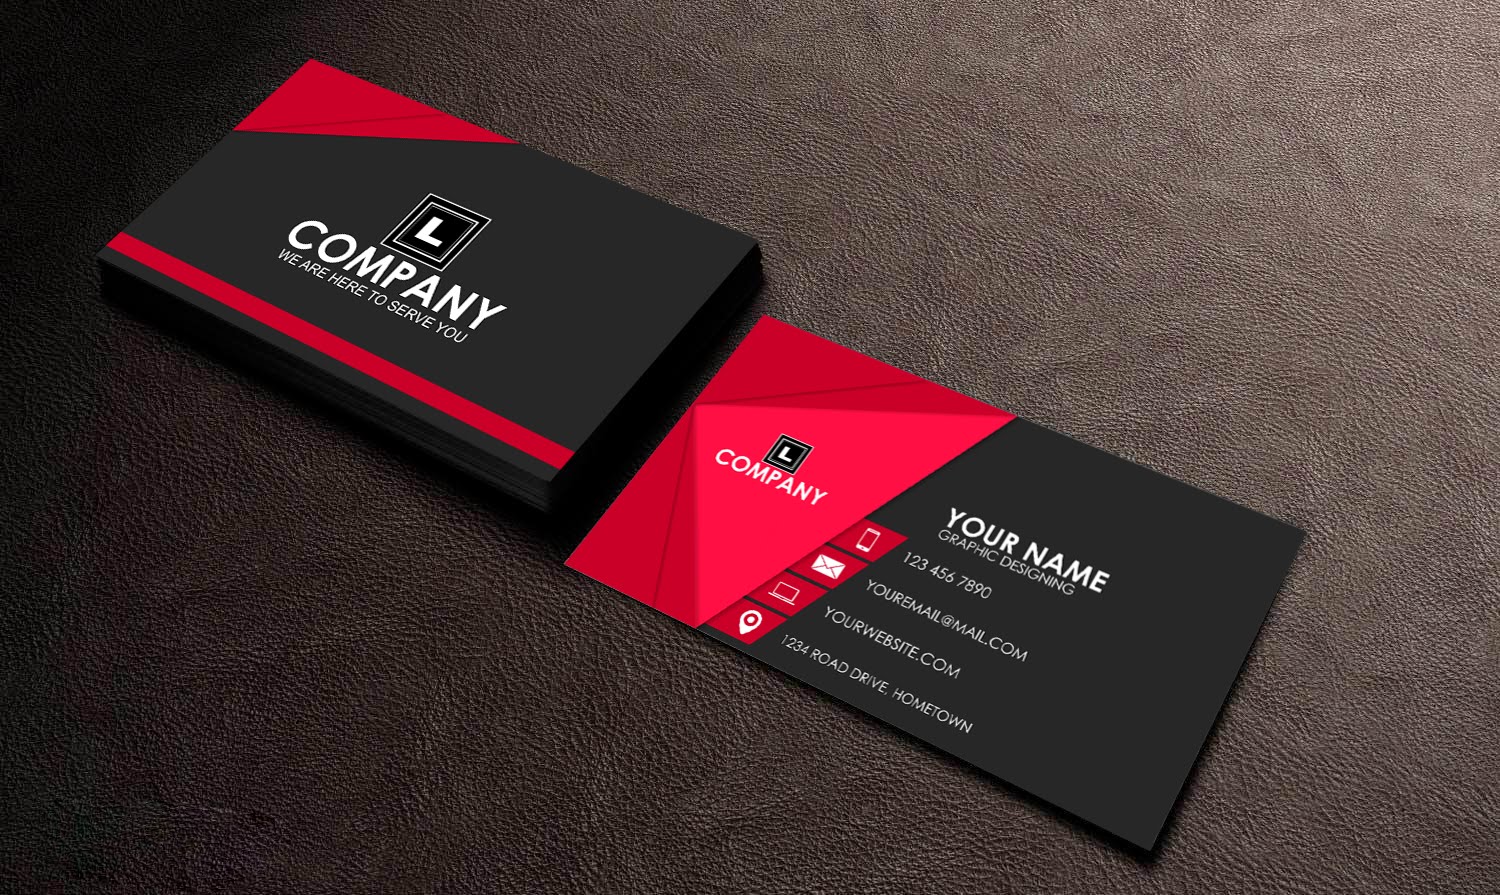 L
COMPANY
WE ARE HERE TO SERVE YOU
L
COMPANY
YOUR NAME
GRAPHIC DESIGNING
123 456 7890
YOUREMAIL@MAIL.COM
YOURWEBSITE.COM
1234 ROAD DRIVE, HOMETOWN